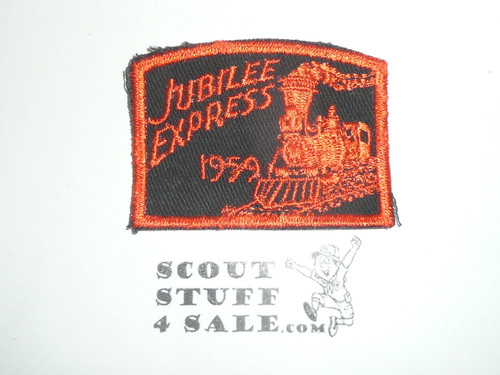 JUBILEE
EXPRESS
1959
SCOUT
STUFF
4 SALE.COM